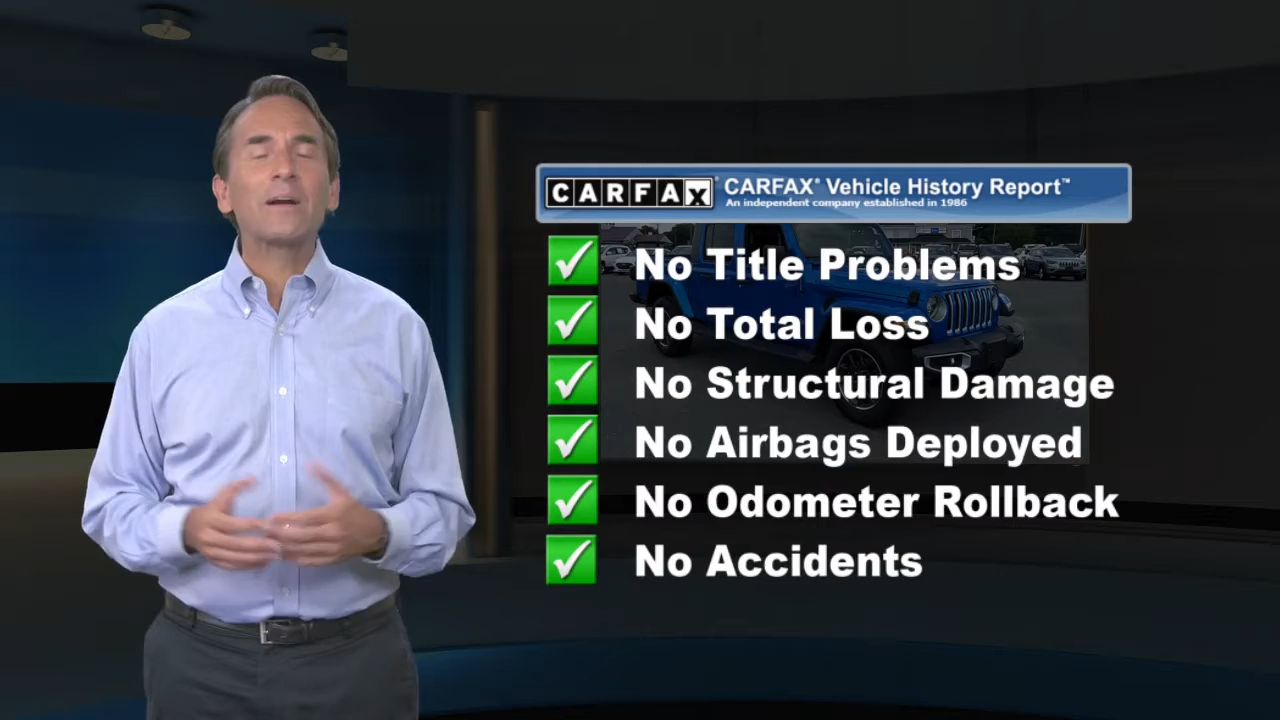 CARFAX® CARFAX® Vehicle History Report™
An independent company established in 1986
No Title Problems
No Total Loss
No Structural Damage
No Airbags Deployed
No Odometer Rollback
No Accidents